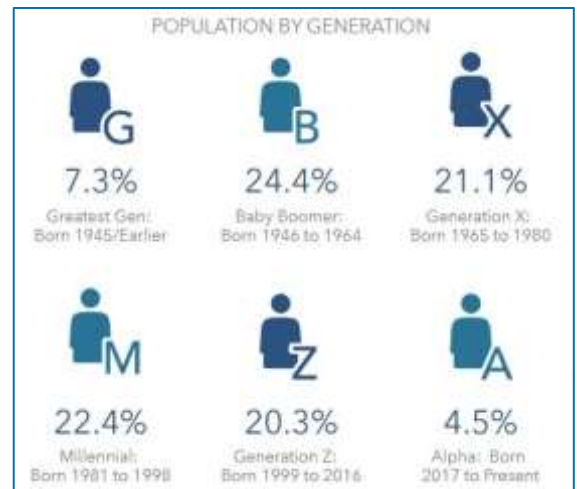 POPULATION BY GENERATION
G
B
X
7.3%
24.4%
21.1%
Greatest Gen:
Born 1945/Earlier
Baby Boomer:
Born 1946 to 1964
Generation X:
Born 1965 to 1980
M
Z
A
22.4%
20.3%
4.5%
Millennial:
Born 1981 to 1998
Generation Z:
Born 1999 to 2016
Alpha: Born
2017 to Present